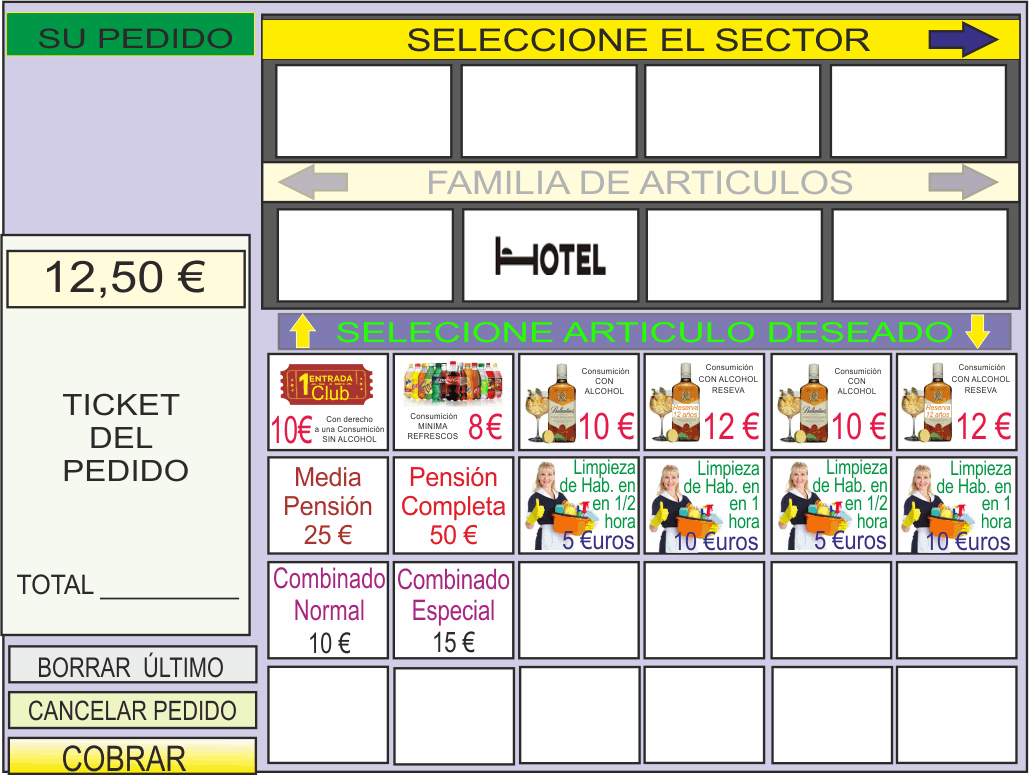 SU PEDIDO
SELECCIONE EL SECTOR
FAMILIA DE ARTICULOS
HOTEL
12,50 €
TICKET
DEL
PEDIDO
TOTAL
BORRAR ÚLTIMO
CANCELAR PEDIDO
COBRAR
SELECIONE ARTICULO DESEADO
1 ENTRADA
Club
10€
Con derecho
a una Consumición
SIN ALCOHOL
Consumición
MINIMA
REFRESCOS
8€
Consumición
CON
ALCOHOL
Ballantine's
10 €
Consumición
CON ALCOHOL
RESEVA
Reserva
12 años
12 €
Consumición
CON
ALCOHOL
Ballantine's
10 €
Consumición
CON ALCOHOL
RESEVA
Reserva
12 años
12 €
Media
Pensión
25 €
Pensión
Completa
50 €
Limpieza
de Hab. en
en 1/2
hora
5 €uros
Limpieza
de Hab. en
en 1
hora
10 €uros
Limpieza
de Hab. en
en 1/2
hora
5 €uros
Limpieza
de Hab. en
en 1
hora
10 €uros
Combinado
Normal
10 €
Combinado
Especial
15 €